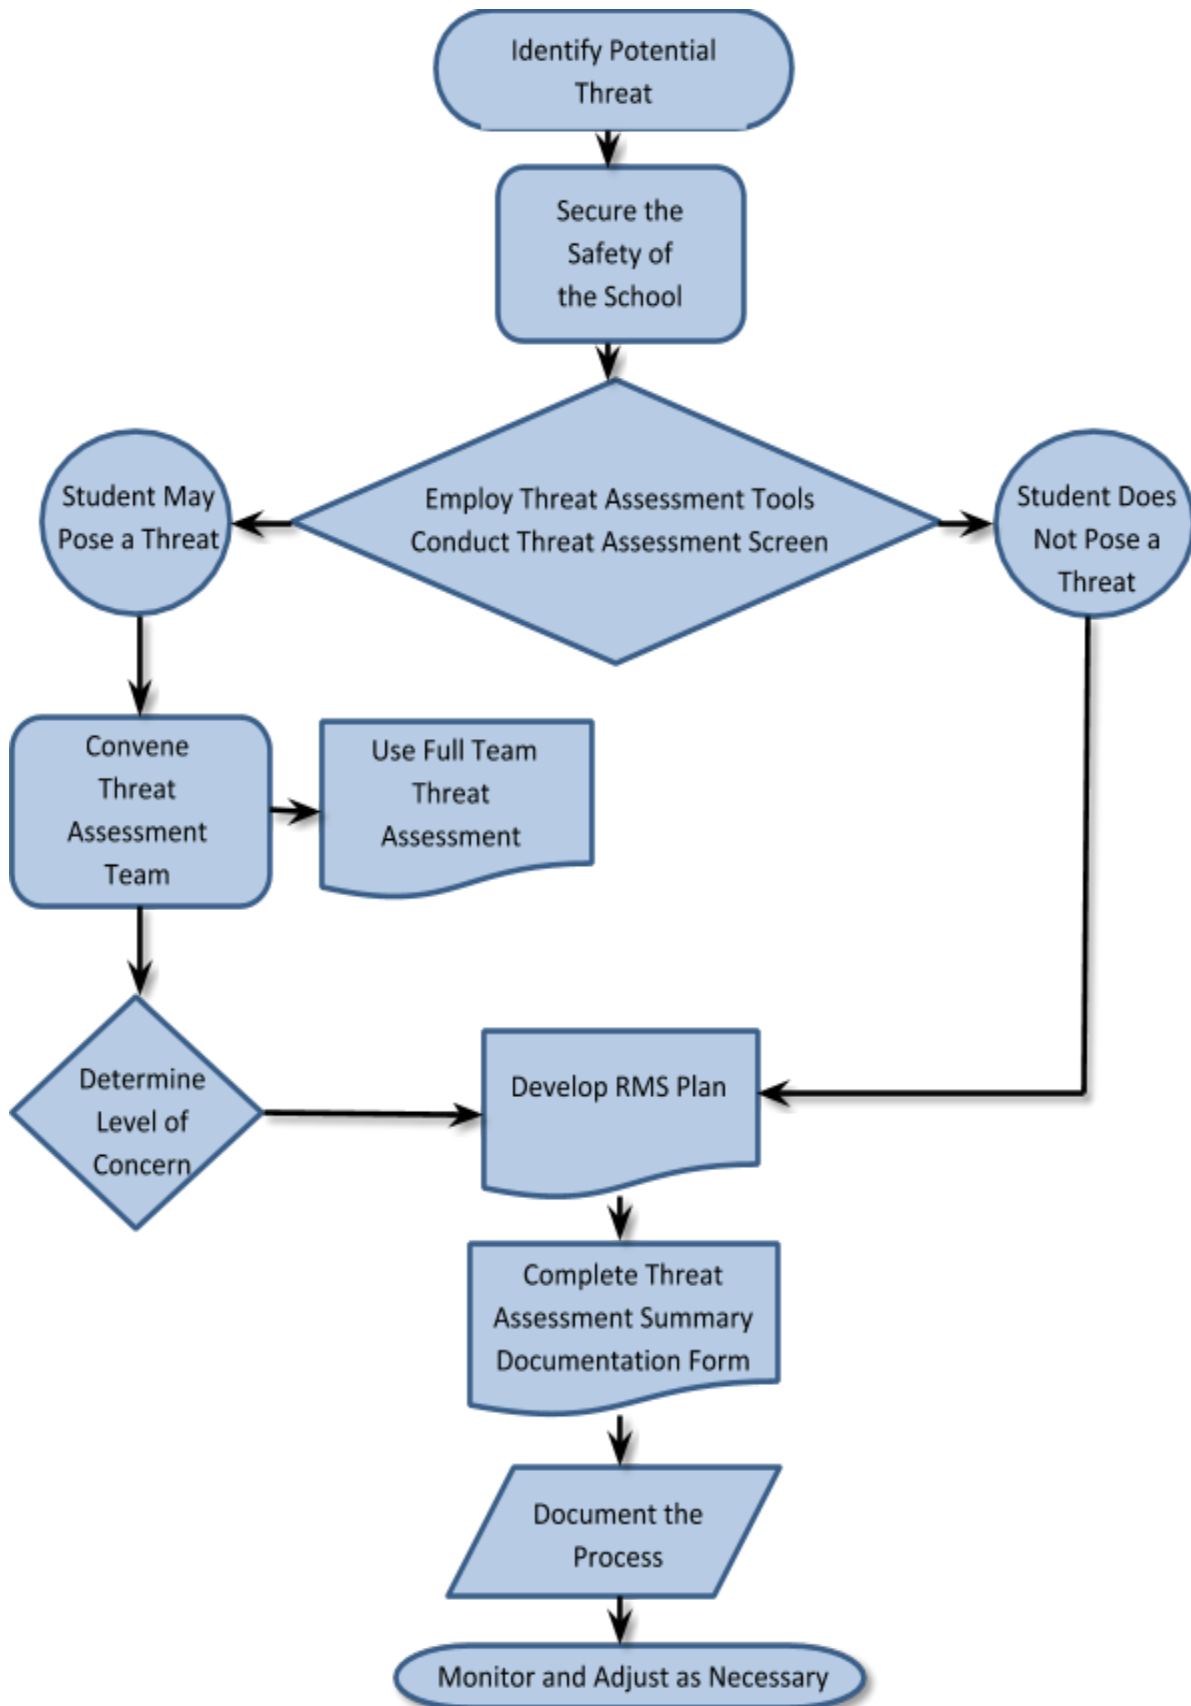 Identify Potential
Threat
Secure the
Safety of
the School
Employ Threat Assessment Tools
Conduct Threat Assessment Screen
Student May
Pose a Threat
Student Does
Not Pose a
Threat
Convene
Threat
Assessment
Team
Use Full Team
Threat
Assessment
Determine
Level of
Concern
Develop RMS Plan
Complete Threat
Assessment Summary
Documentation Form
Document the
Process
Monitor and Adjust as Necessary